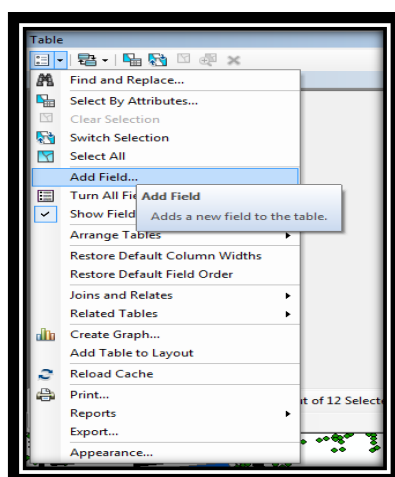 Table
Find and Replace...
Select By Attributes...
Clear Selection
Switch Selection
Select All
Add Field...
Turn All Fie
Add Field
Show Field
Adds a new field to the table.
Arrange Tables
Restore Default Column Widths
Restore Default Field Order
Joins and Relates
Related Tables
Create Graph...
Add Table to Layout
Reload Cache
Print...
Reports
ut of 12 Selecte
Export...
Appearance...